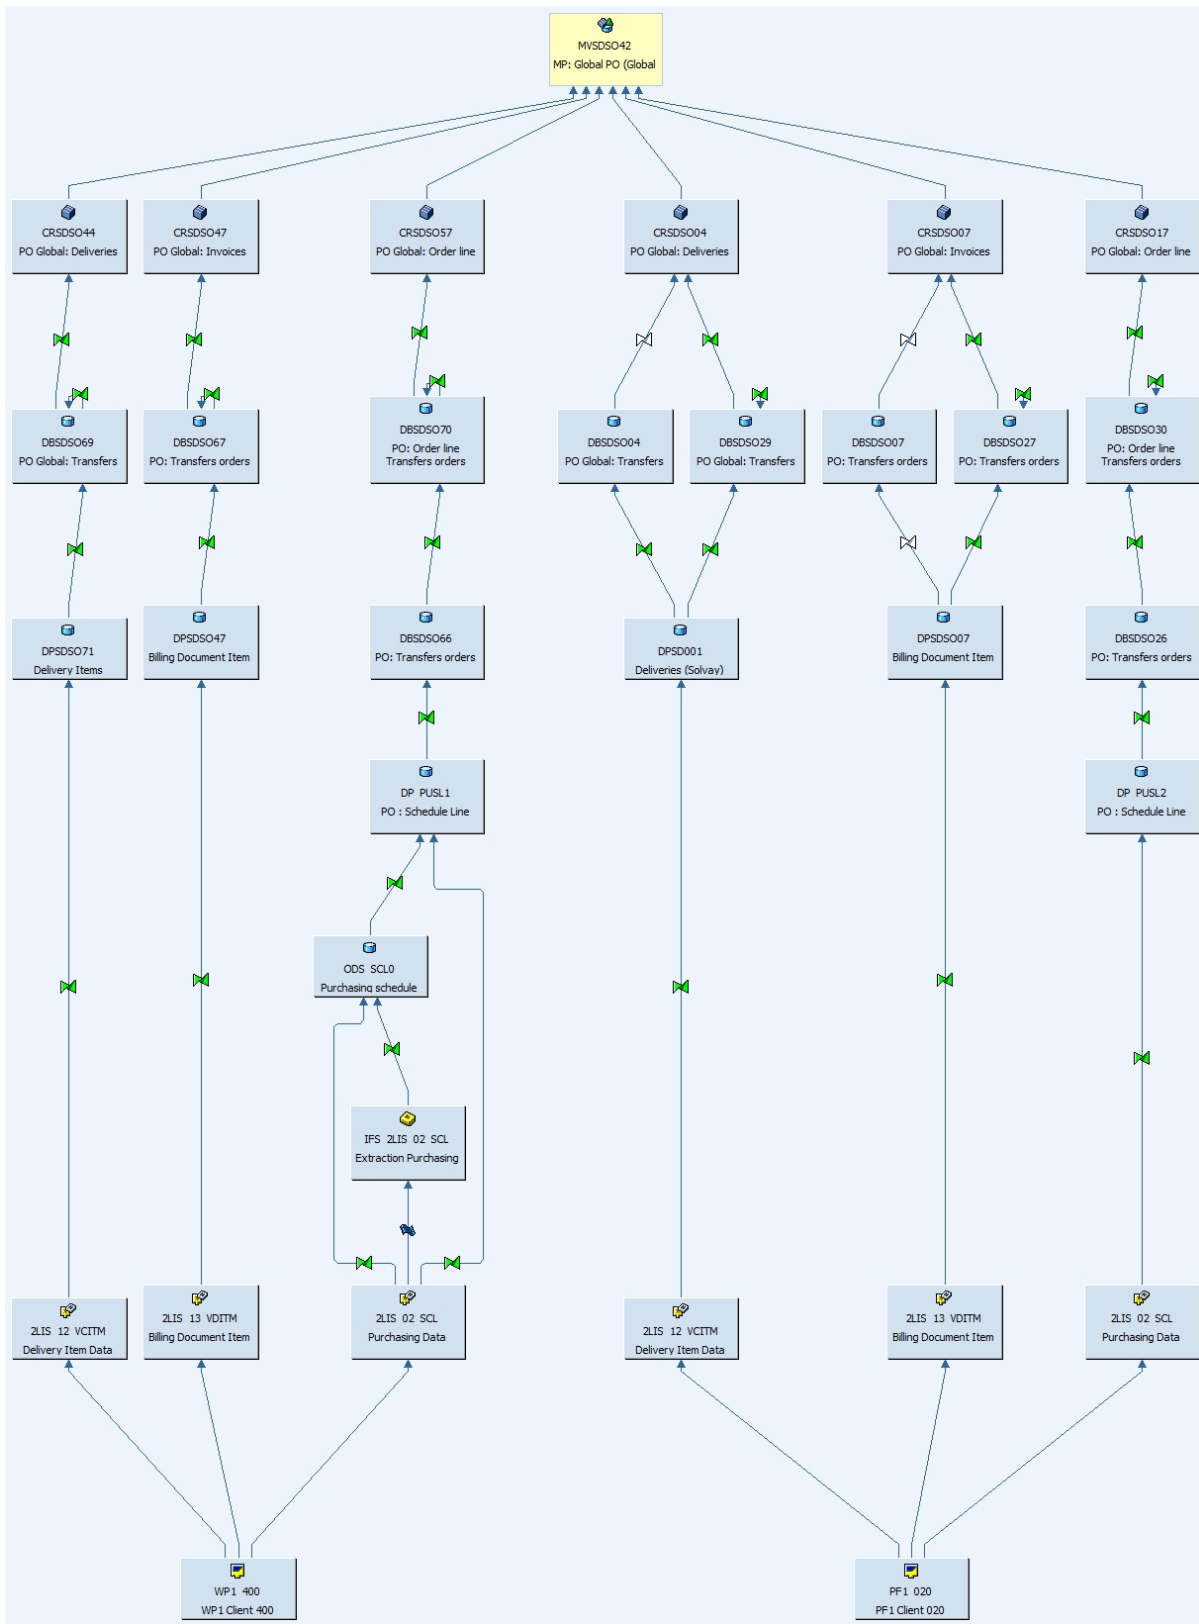 MVSDSO42
MP: Global PO (Global
CRSDSO44
PO Global: Deliveries
CRSDSO47
PO Global: Invoices
CRSDSO57
PO Global: Order line
CRSDSO04
PO Global: Deliveries
CRSDSO07
PO Global: Invoices
CRSDSO17
PO Global: Order line
DBSDSO69
PO Global: Transfers
DBSDSO67
PO: Transfers orders
DBSDSO70
PO: Order line
Transfers orders
DBSDSO04
PO Global: Transfers
DBSDSO29
PO Global: Transfers
DBSDSO07
PO: Transfers orders
DBSDSO27
PO: Transfers orders
DBSDSO30
PO: Order line
Transfers orders
DPSDSO71
Delivery Items
DPSDSO47
Billing Document Item
DBSDSO66
PO: Transfers orders
DPSD001
Deliveries (Solvay)
DPSDSO07
Billing Document Item
DBSDSO26
PO: Transfers orders
DP PUSL1
PO : Schedule Line
DP PUSL2
PO : Schedule Line
ODS SCL0
Purchasing schedule
IFS 2LIS 02 SCL
Extraction Purchasing
2LIS 12 VCITM
Delivery Item Data
2LIS 13 VDITM
Billing Document Item
2LIS 02 SCL
Purchasing Data
2LIS 12 VCITM
Delivery Item Data
2LIS 13 VDITM
Billing Document Item
2LIS 02 SCL
Purchasing Data
WP1 400
WP1 Client 400
PF1 020
PF1 Client 020